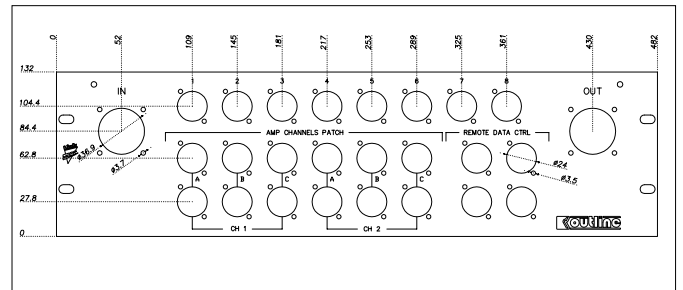 0 52 109 145 181 217 253 289 325 361 430 482
132
IN 1 2 3 4 5 6 7 8 OUT
104.4
84.4
AMP CHANNELS PATCH REMOTE DATA CTRL
62.8
ø36.9
ø3.7
ø24
ø3.5
A B C A B C
27.8
outline
CH 1 CH 2
0